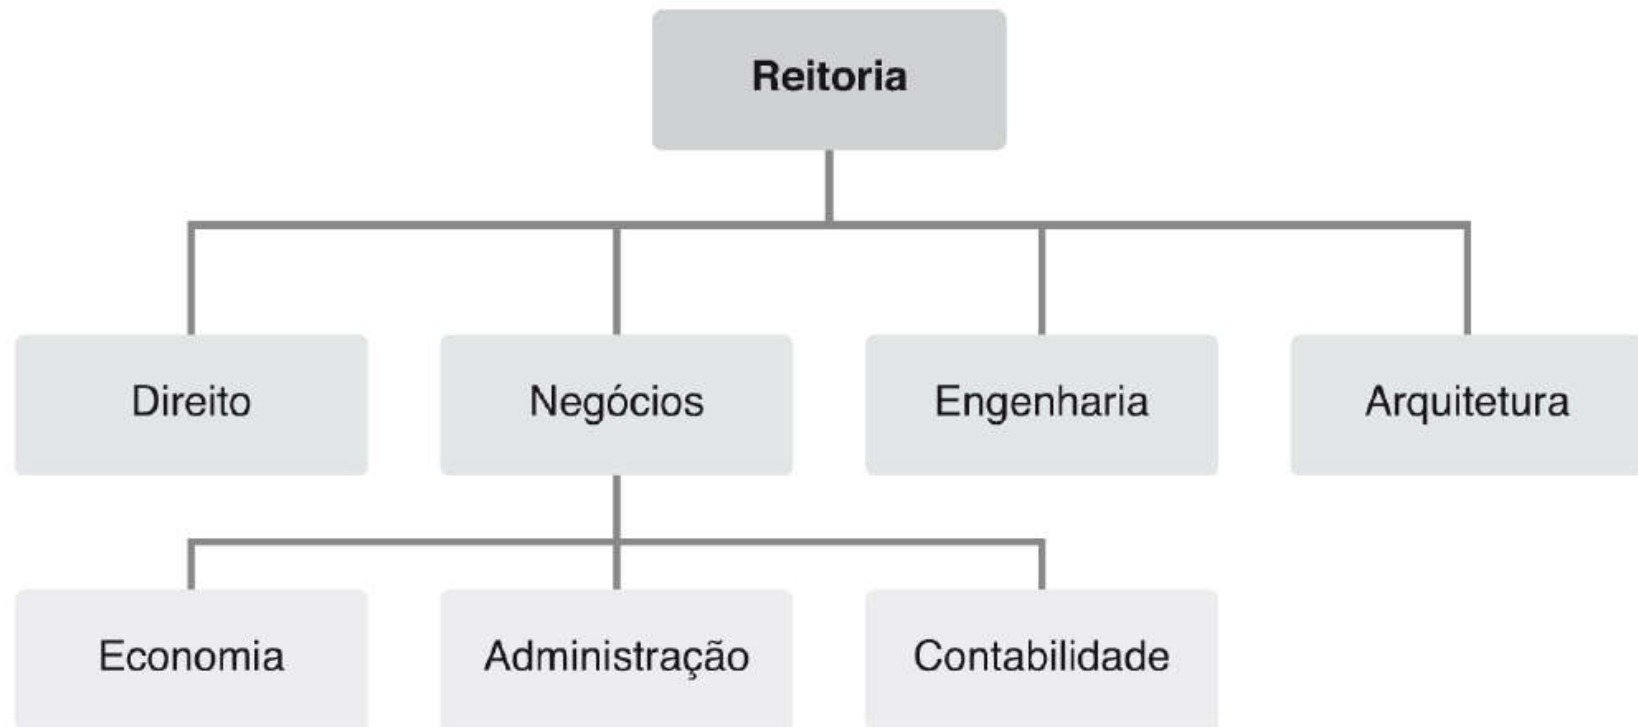 Reitoria
Direito
Negócios
Engenharia
Arquitetura
Economia
Administração
Contabilidade